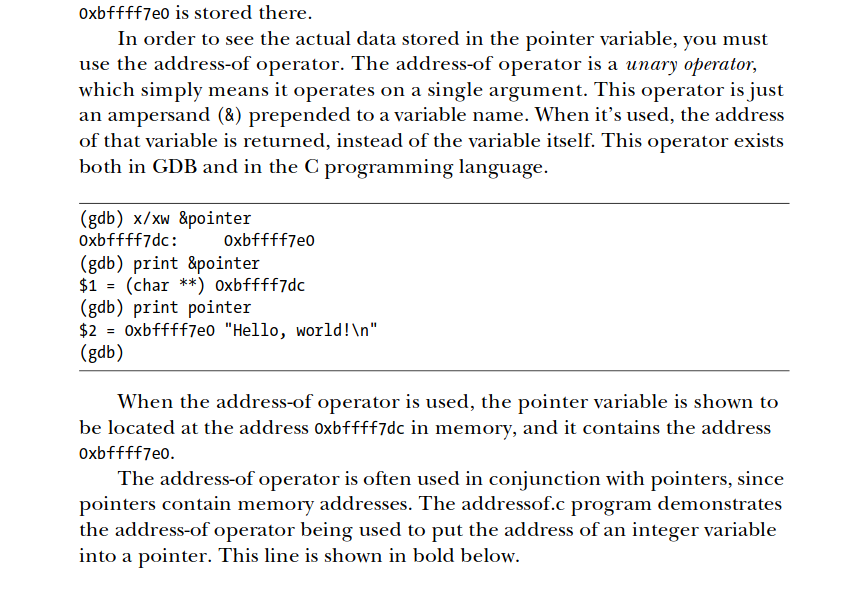 0xbffff7e0 is stored there.
In order to see the actual data stored in the pointer variable, you must
use the address-of operator. The address-of operator is a unary operator,
which simply means it operates on a single argument. This operator is just
an ampersand (&) prepended to a variable name. When it’s used, the address
of that variable is returned, instead of the variable itself. This operator exists
both in GDB and in the C programming language.
(gdb) x/xw &pointer
0xbffff7dc:     0xbffff7e0
(gdb) print &pointer
$1 = (char **) 0xbffff7dc
(gdb) print pointer
$2 = 0xbffff7e0 "Hello, world!\n"
(gdb)
When the address-of operator is used, the pointer variable is shown to
be located at the address 0xbffff7dc in memory, and it contains the address
0xbffff7e0.
The address-of operator is often used in conjunction with pointers, since
pointers contain memory addresses. The addressof.c program demonstrates
the address-of operator being used to put the address of an integer variable
into a pointer. This line is shown in bold below.